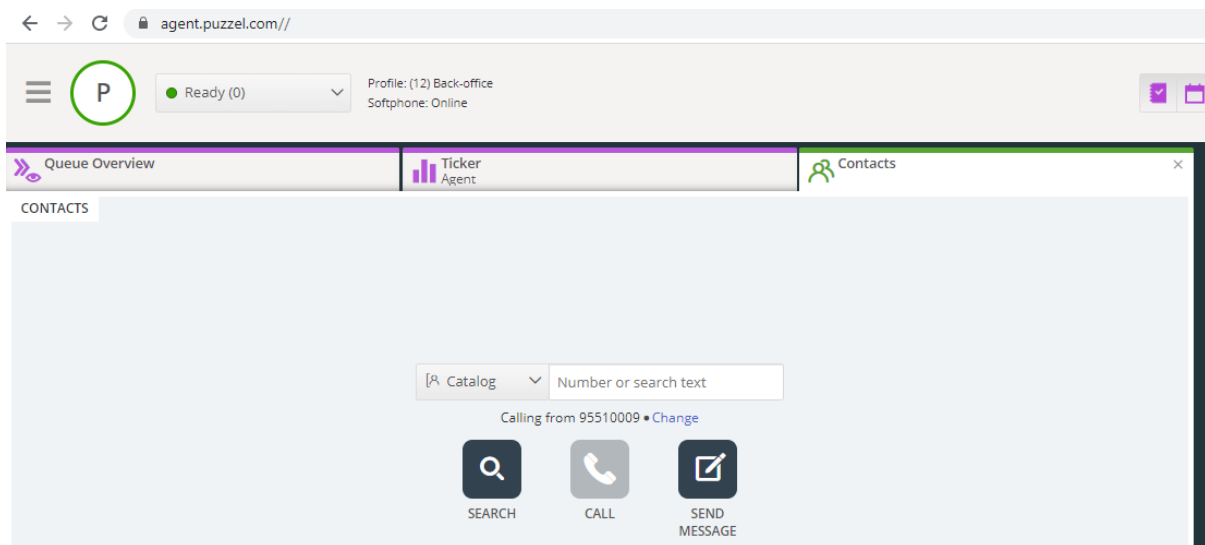 agent.puzzel.com//
P
Ready (0)
Profile: (12) Back-office
Softphone: Online
Queue Overview
Ticker
Agent
Contacts
CONTACTS
Catalog
Number or search text
Calling from 95510009 • Change
SEARCH
CALL
SEND
MESSAGE